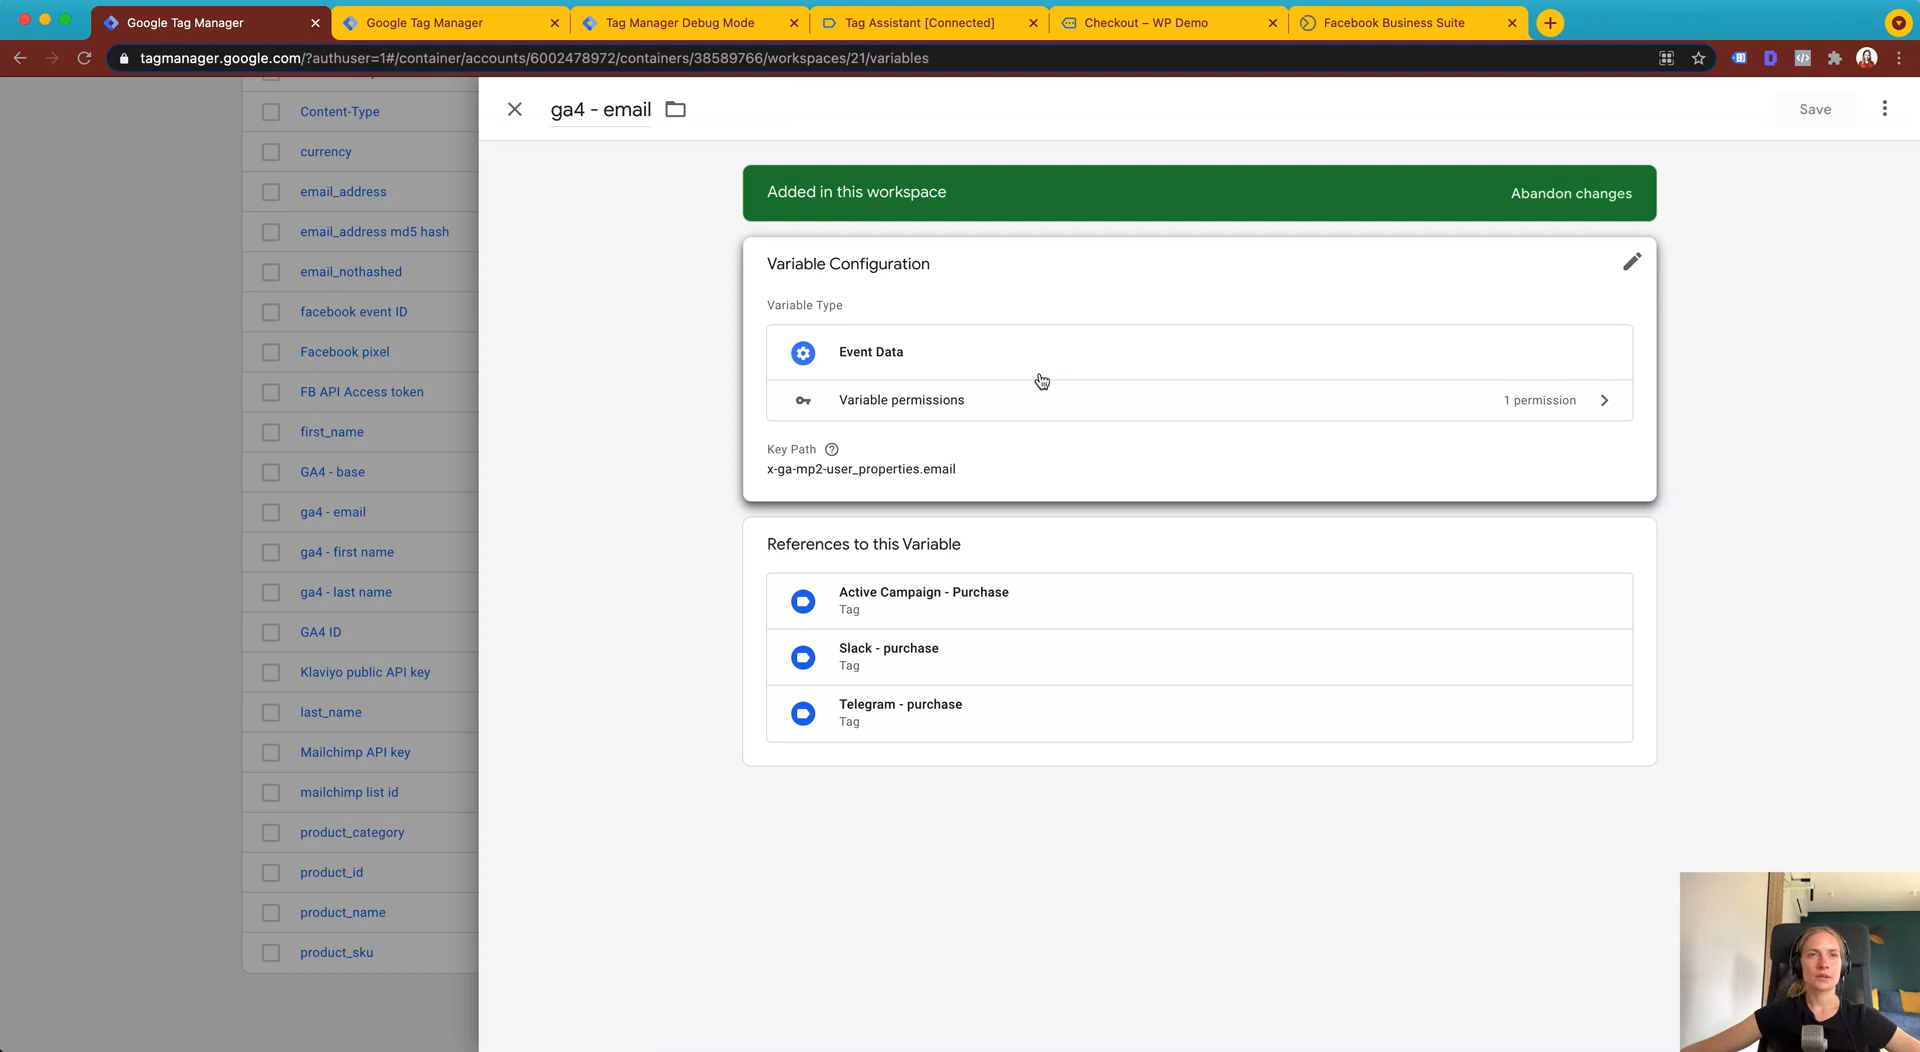 Google Tag Manager
Google Tag Manager
Tag Manager Debug Mode
Tag Assistant [Connected]
Checkout – WP Demo
Facebook Business Suite
tagmanager.google.com/?authuser=1#/container/accounts/6002478972/containers/38589766/workspaces/21/variables
Content-Type
currency
email_address
email_address md5 hash
email_nothashed
facebook event ID
Facebook pixel
FB API Access token
first_name
GA4 - base
ga4 - email
ga4 - first name
ga4 - last name
GA4 ID
Klaviyo public API key
last_name
Mailchimp API key
mailchimp list id
product_category
product_id
product_name
product_sku
ga4 - email
Save
Added in this workspace
Abandon changes
Variable Configuration
Variable Type
Event Data
Variable permissions
1 permission
Key Path
x-ga-mp2-user_properties.email
References to this Variable
Active Campaign - Purchase
Tag
Slack - purchase
Tag
Telegram - purchase
Tag